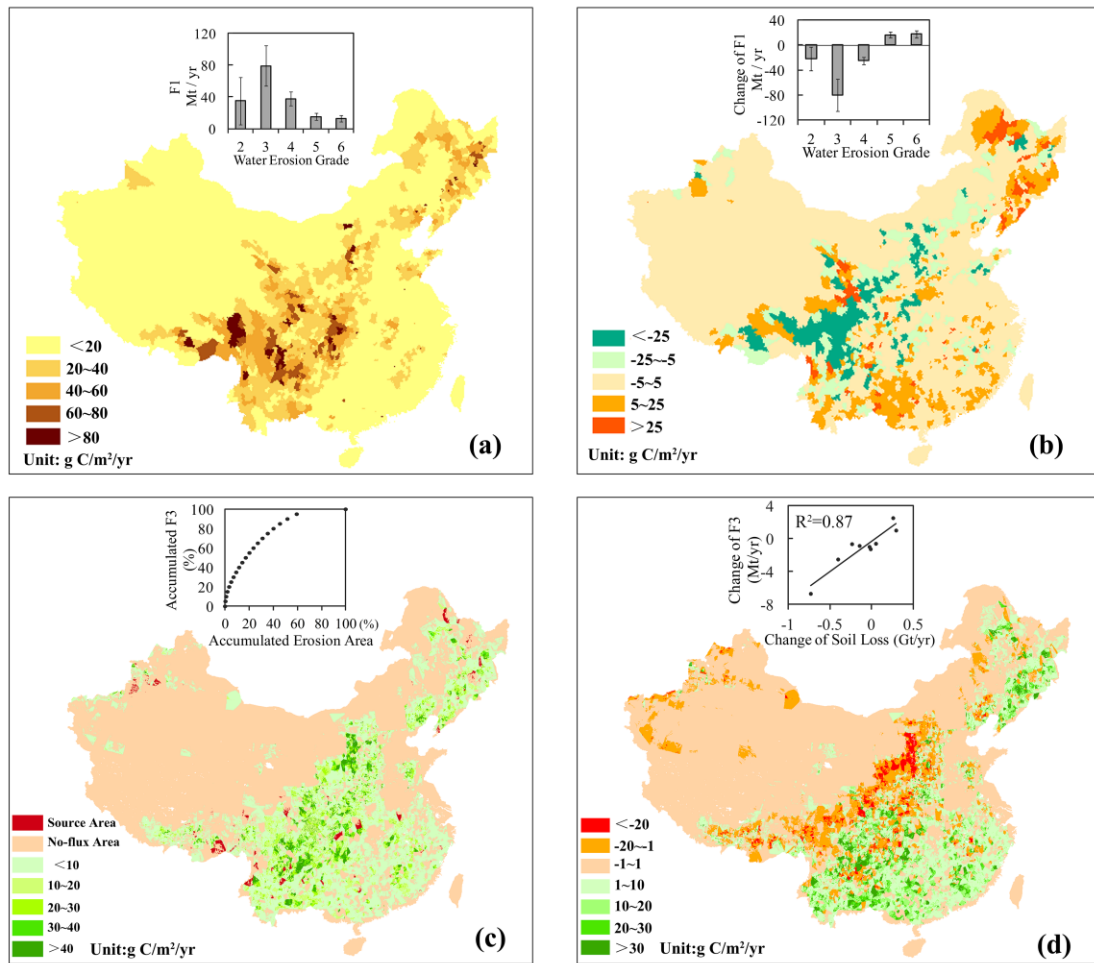 120
80
40
0
F1
Mt / yr
2 3 4 5 6
Water Erosion Grade
<20
20~40
40~60
60~80
>80
Unit: g C/m²/yr
(a)
40
0
-40
-80
-120
Change of F1
Mt / yr
2 3 4 5 6
Water Erosion Grade
<-25
-25~-5
-5~5
5~25
>25
Unit: g C/m²/yr
(b)
100
80
60
40
20
0
Accumulated F3
(%)
0 20 40 60 80 100 (%)
Accumulated Erosion Area
Source Area
No-flux Area
<10
10~20
20~30
30~40
>40
Unit:g C/m²/yr
(c)
R²=0.87
4
0
-4
-8
Change of F3
(Mt/yr)
-1 -0.5 0 0.5
Change of Soil Loss (Gt/yr)
<-20
-20~-1
-1~1
1~10
10~20
20~30
>30
Unit:g C/m²/yr
(d)